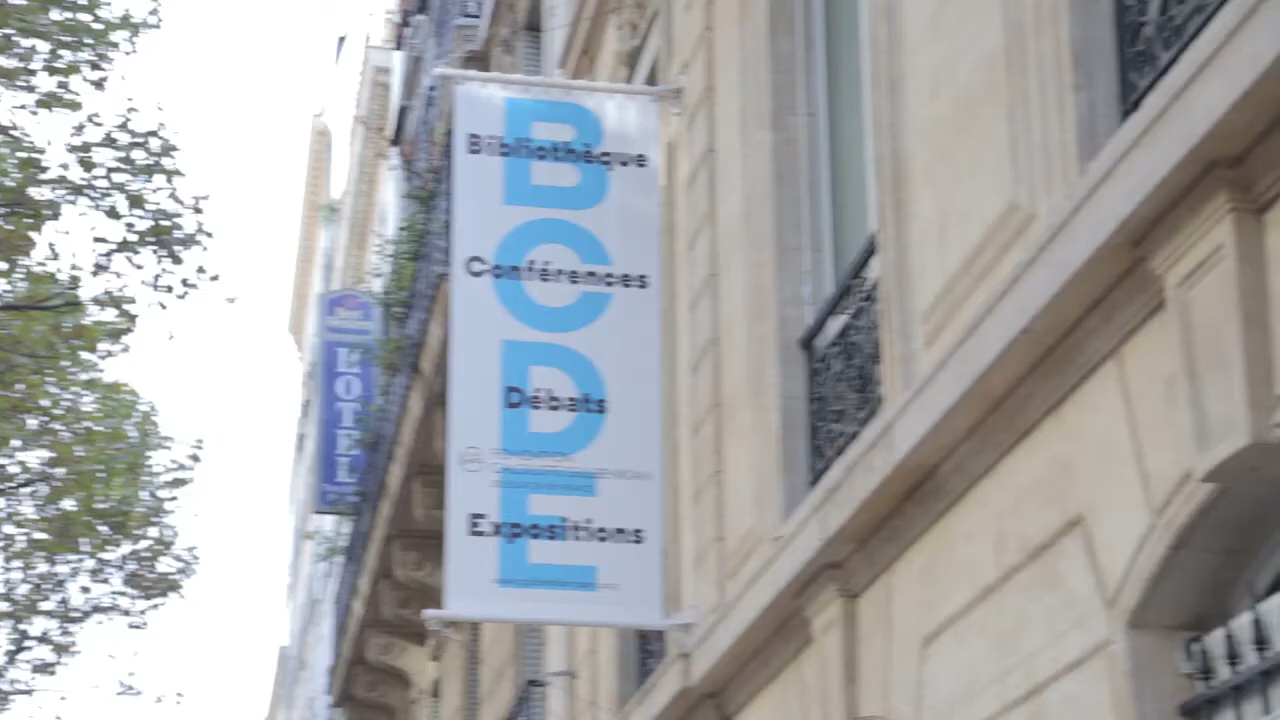 B
Bibliothèque
C
Conférences
D
Débats
E
Expositions
HOTEL